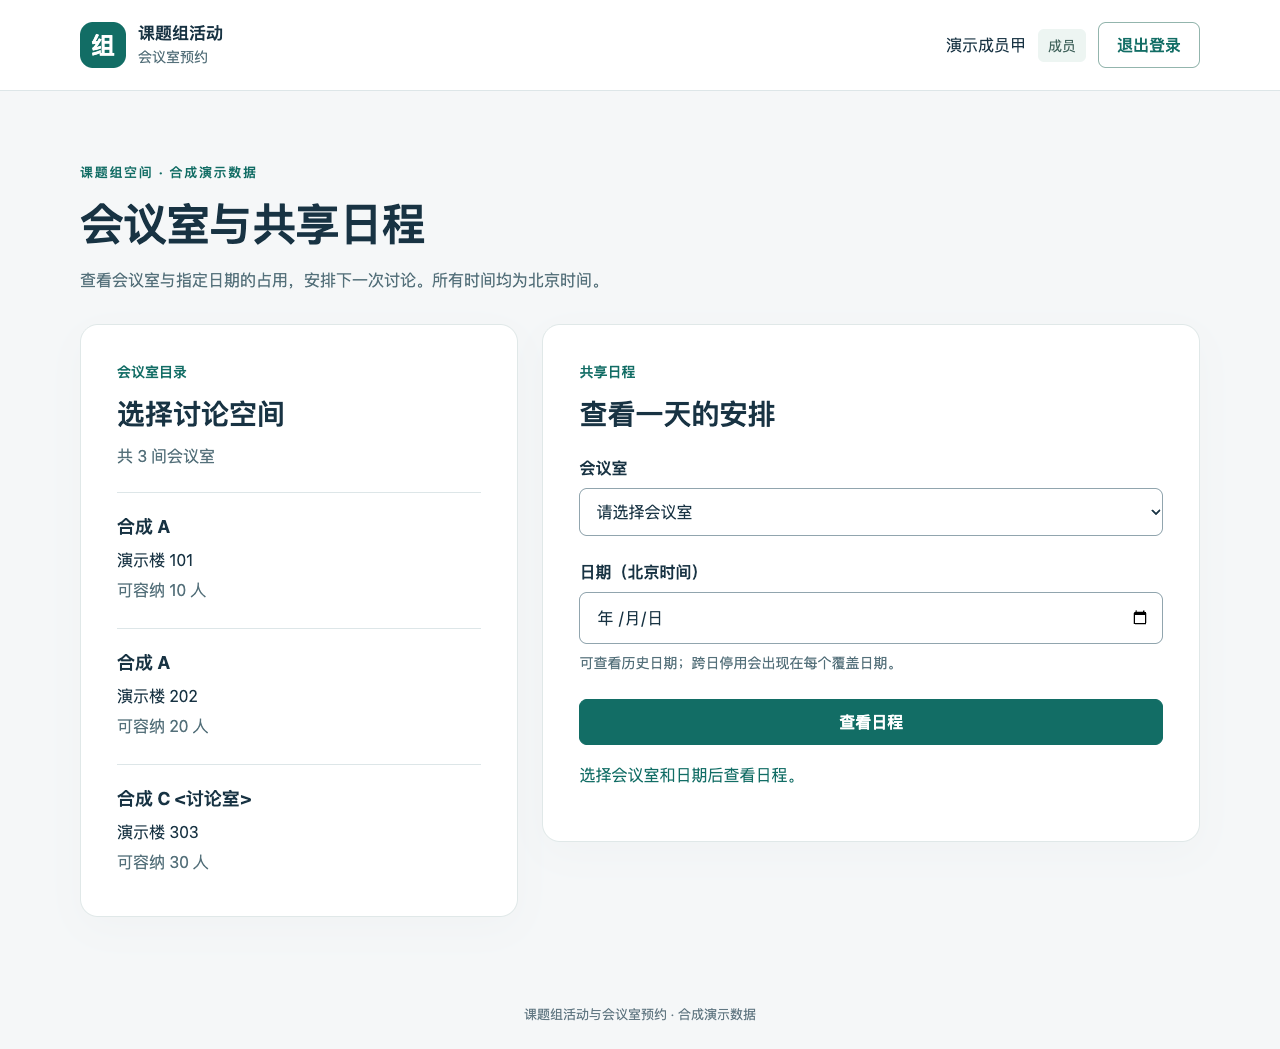 组
课题组活动
会议室预约
演示成员甲
成员
退出登录
课题组空间 · 合成演示数据
会议室与共享日程
查看会议室与指定日期的占用，安排下一次讨论。所有时间均为北京时间。
会议室目录
选择讨论空间
共 3 间会议室
合成 A
演示楼 101
可容纳 10 人
合成 A
演示楼 202
可容纳 20 人
合成 C <讨论室>
演示楼 303
可容纳 30 人
共享日程
查看一天的安排
会议室
请选择会议室
日期（北京时间）
年 /月/日
可查看历史日期；跨日停用会出现在每个覆盖日期。
查看日程
选择会议室和日期后查看日程。
课题组活动与会议室预约 · 合成演示数据